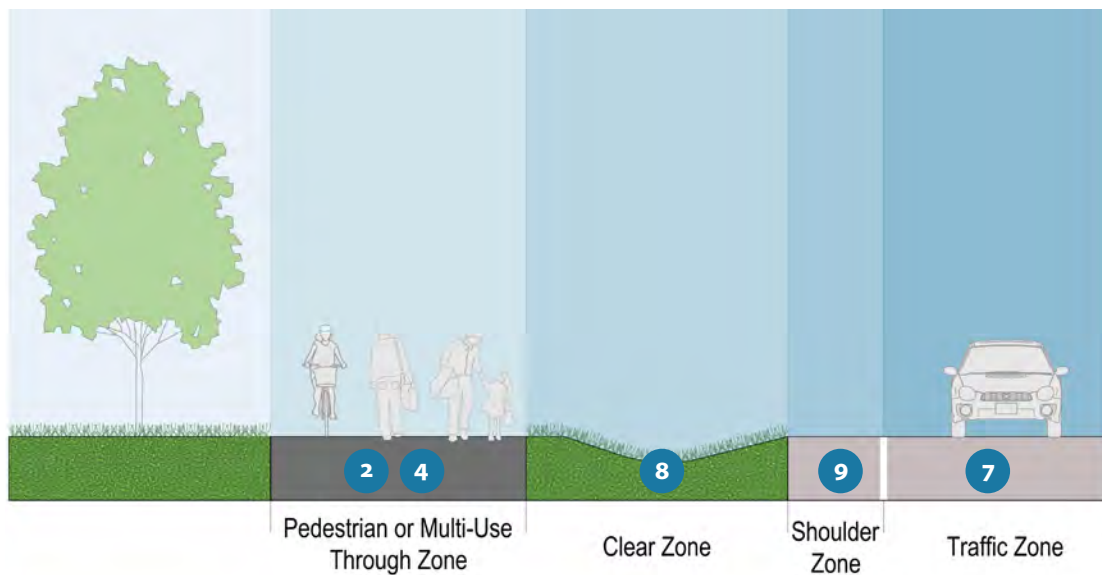 2 4 8 9 7
Pedestrian or Multi-Use
Through Zone
Clear Zone
Shoulder
Zone
Traffic Zone